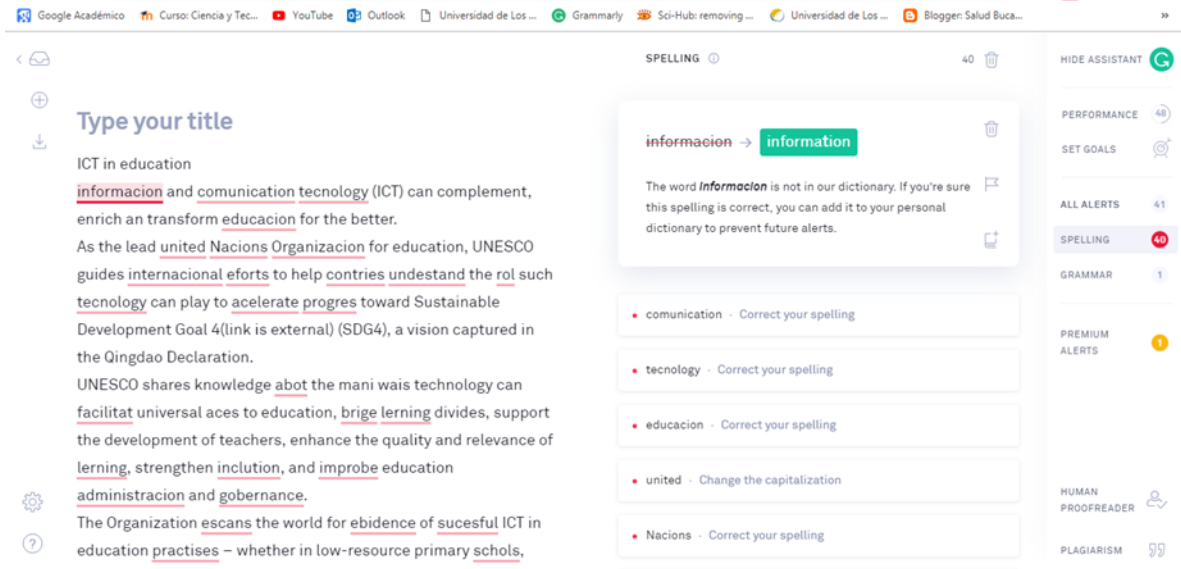 Google Académico Curso: Ciencia y Tec... YouTube Outlook Universidad de Los ... Grammarly Sci-Hub: removing ... Universidad de Los ... Blogger: Salud Buca... »
Type your title
ICT in education
informacion and comunication tecnology (ICT) can complement,
enrich an transform educacion for the better.
As the lead united Nacions Organizacion for education, UNESCO
guides internacional eforts to help contries undestand the rol such
tecnology can play to acelerate progres toward Sustainable
Development Goal 4(link is external) (SDG4), a vision captured in
the Qingdao Declaration.
UNESCO shares knowledge abot the mani wais technology can
facilitat universal aces to education, brige lerning divides, support
the development of teachers, enhance the quality and relevance of
lerning, strengthen inclution, and improbe education
administracion and gobernance.
The Organization escans the world for ebidence of sucesful ICT in
education practises – whether in low-resource primary schols,
SPELLING 40
informacion → information
The word Informacion is not in our dictionary. If you're sure
this spelling is correct, you can add it to your personal
dictionary to prevent future alerts.
comunication · Correct your spelling
tecnology · Correct your spelling
educacion · Correct your spelling
united · Change the capitalization
Nacions · Correct your spelling
HIDE ASSISTANT
PERFORMANCE 48
SET GOALS
ALL ALERTS 41
SPELLING 40
GRAMMAR 1
PREMIUM
ALERTS 1
HUMAN
PROOFREADER
PLAGIARISM